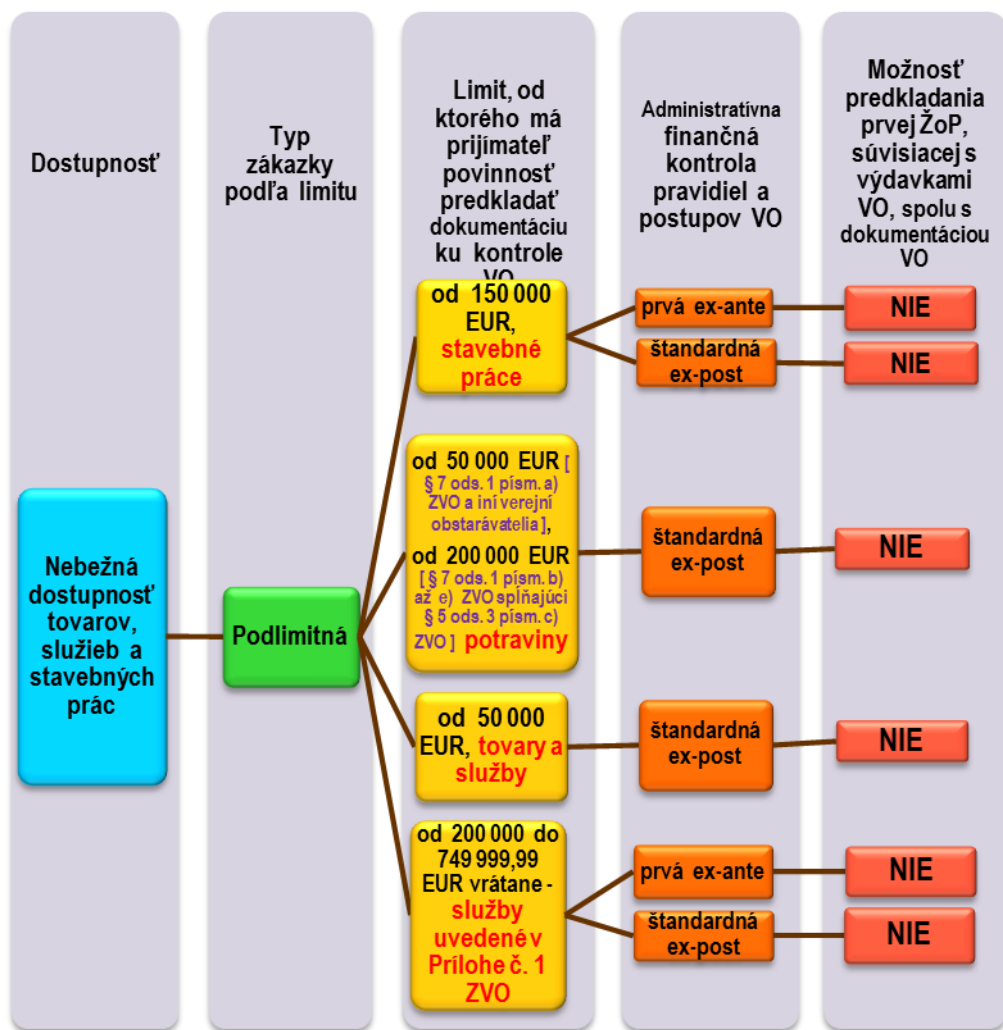 Dostupnosť
Typ
zákazky
podľa limitu
Limit, od
ktorého má
prijímateľ
povinnosť
predkladať
dokumentáciu
ku kontrole
VO
Administratívna
finančná
kontrola
pravidiel a
postupov VO
Možnosť
predkladania
prvej ŽoP,
súvisiacej s
výdavkami
VO, spolu s
dokumentáciou
VO
Nebežná
dostupnosť
tovarov,
služieb a
stavebných
prác
Podlimitná
od 150 000
EUR,
stavebné
práce
prvá ex-ante
NIE
štandardná
ex-post
NIE
od 50 000 EUR [
§ 7 ods. 1 písm. a)
ZVO a iní verejní
obstarávatelia ],
od 200 000 EUR
[ § 7 ods. 1 písm. b)
až e) ZVO spĺňajúci
§ 5 ods. 3 písm. c)
ZVO ] potraviny
štandardná
ex-post
NIE
od 50 000
EUR, tovary a
služby
štandardná
ex-post
NIE
od 200 000 do
749 999,99
EUR vrátane -
služby
uvedené v
Prílohe č. 1
ZVO
prvá ex-ante
NIE
štandardná
ex-post
NIE